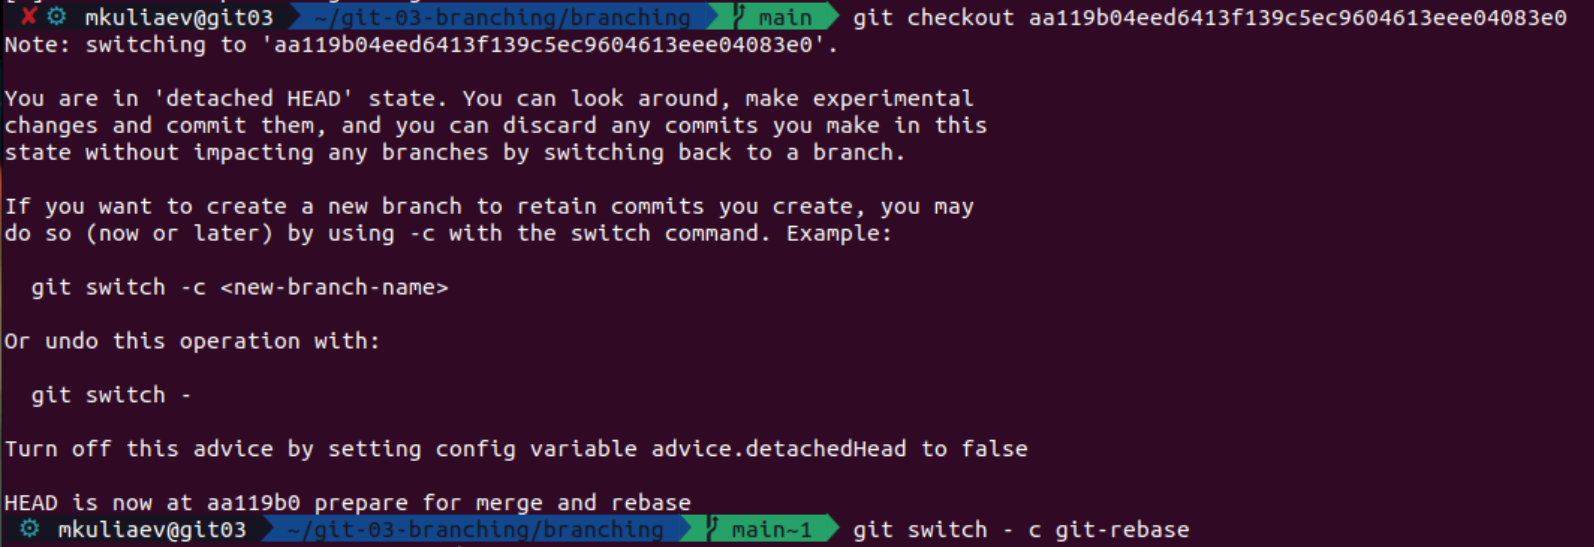 ✘ ⚙ mkuliaev@git03 ~/git-03-branching/branching main git checkout aa119b04eed6413f139c5ec9604613eee04083e0
Note: switching to 'aa119b04eed6413f139c5ec9604613eee04083e0'.
You are in 'detached HEAD' state. You can look around, make experimental
changes and commit them, and you can discard any commits you make in this
state without impacting any branches by switching back to a branch.
If you want to create a new branch to retain commits you create, you may
do so (now or later) by using -c with the switch command. Example:
git switch -c <new-branch-name>
Or undo this operation with:
git switch -
Turn off this advice by setting config variable advice.detachedHead to false
HEAD is now at aa119b0 prepare for merge and rebase
⚙ mkuliaev@git03 ~/git-03-branching/branching main~1 git switch - c git-rebase